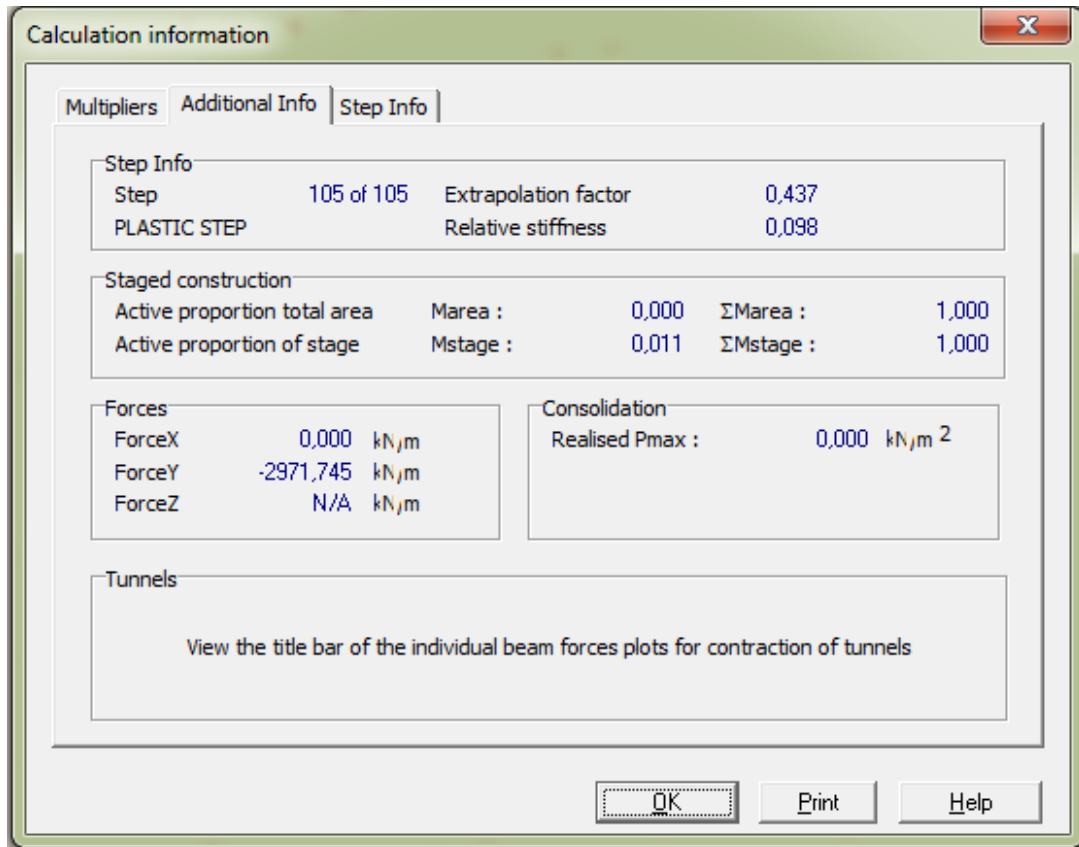 Calculation information
Multipliers Additional Info Step Info
Step Info
Step 105 of 105 Extrapolation factor 0,437
PLASTIC STEP Relative stiffness 0,098
Staged construction
Active proportion total area Marea : 0,000 ΣMarea : 1,000
Active proportion of stage Mstage : 0,011 ΣMstage : 1,000
Forces
ForceX 0,000 kN/m
ForceY -2971,745 kN/m
ForceZ N/A kN/m
Consolidation
Realised Pmax : 0,000 kN/m 2
Tunnels
View the title bar of the individual beam forces plots for contraction of tunnels
OK Print Help